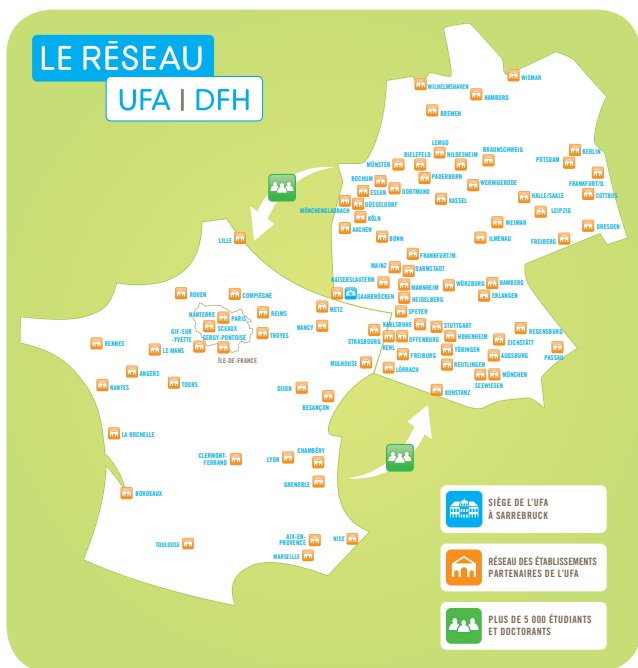 LE RÉSEAU
UFA | DFH
WISMAR
WILHELMSHAVEN
HAMBURG
BREMEN
LEMGO
BIELEFELD
HILDESHEIM
BRAUNSCHWEIG
BERLIN
MÜNSTER
POTSDAM
BOCHUM
PADERBORN
FRANKFURT/O.
ESSEN
DORTMUND
WERNIGERODE
HALLE/SAALE
COTTBUS
MÜNCHENGLADBACH
DÜSSELDORF
KASSEL
LEIPZIG
KÖLN
WEIMAR
DRESDEN
AACHEN
BONN
ILMENAU
FREIBERG
LILLE
FRANKFURT/M.
MAINZ
DARMSTADT
KAISERSLAUTERN
MANNHEIM
WÜRZBURG
BAMBERG
ROUEN
COMPIÈGNE
SAARBRÜCKEN
HEIDELBERG
ERLANGEN
METZ
SPEYER
NANTERRE
PARIS
REIMS
SCEAUX
NANCY
KARLSRUHE
STUTTGART
REGENSBURG
GIF-SUR
-YVETTE
CERGY-PONTOISE
TROYES
STRASBOURG
KEHL
OFFENBURG
HOHENHEIM
EICHSTÄTT
RENNES
LE MANS
ÎLE-DE-FRANCE
FREIBURG
TÜBINGEN
AUGSBURG
PASSAU
MULHOUSE
LÖRRACH
REUTLINGEN
MÜNCHEN
SEEWIESEN
ANGERS
NANTES
TOURS
DIJON
BESANÇON
KONSTANZ
LA ROCHELLE
CLERMONT-
FERRAND
LYON
CHAMBÉRY
GRENOBLE
BORDEAUX
TOULOUSE
AIX-EN-
PROVENCE
NICE
MARSEILLE
SIÈGE DE L'UFA
À SARREBRUCK
RÉSEAU DES ÉTABLISSEMENTS
PARTENAIRES DE L'UFA
PLUS DE 5 000 ÉTUDIANTS
ET DOCTORANTS